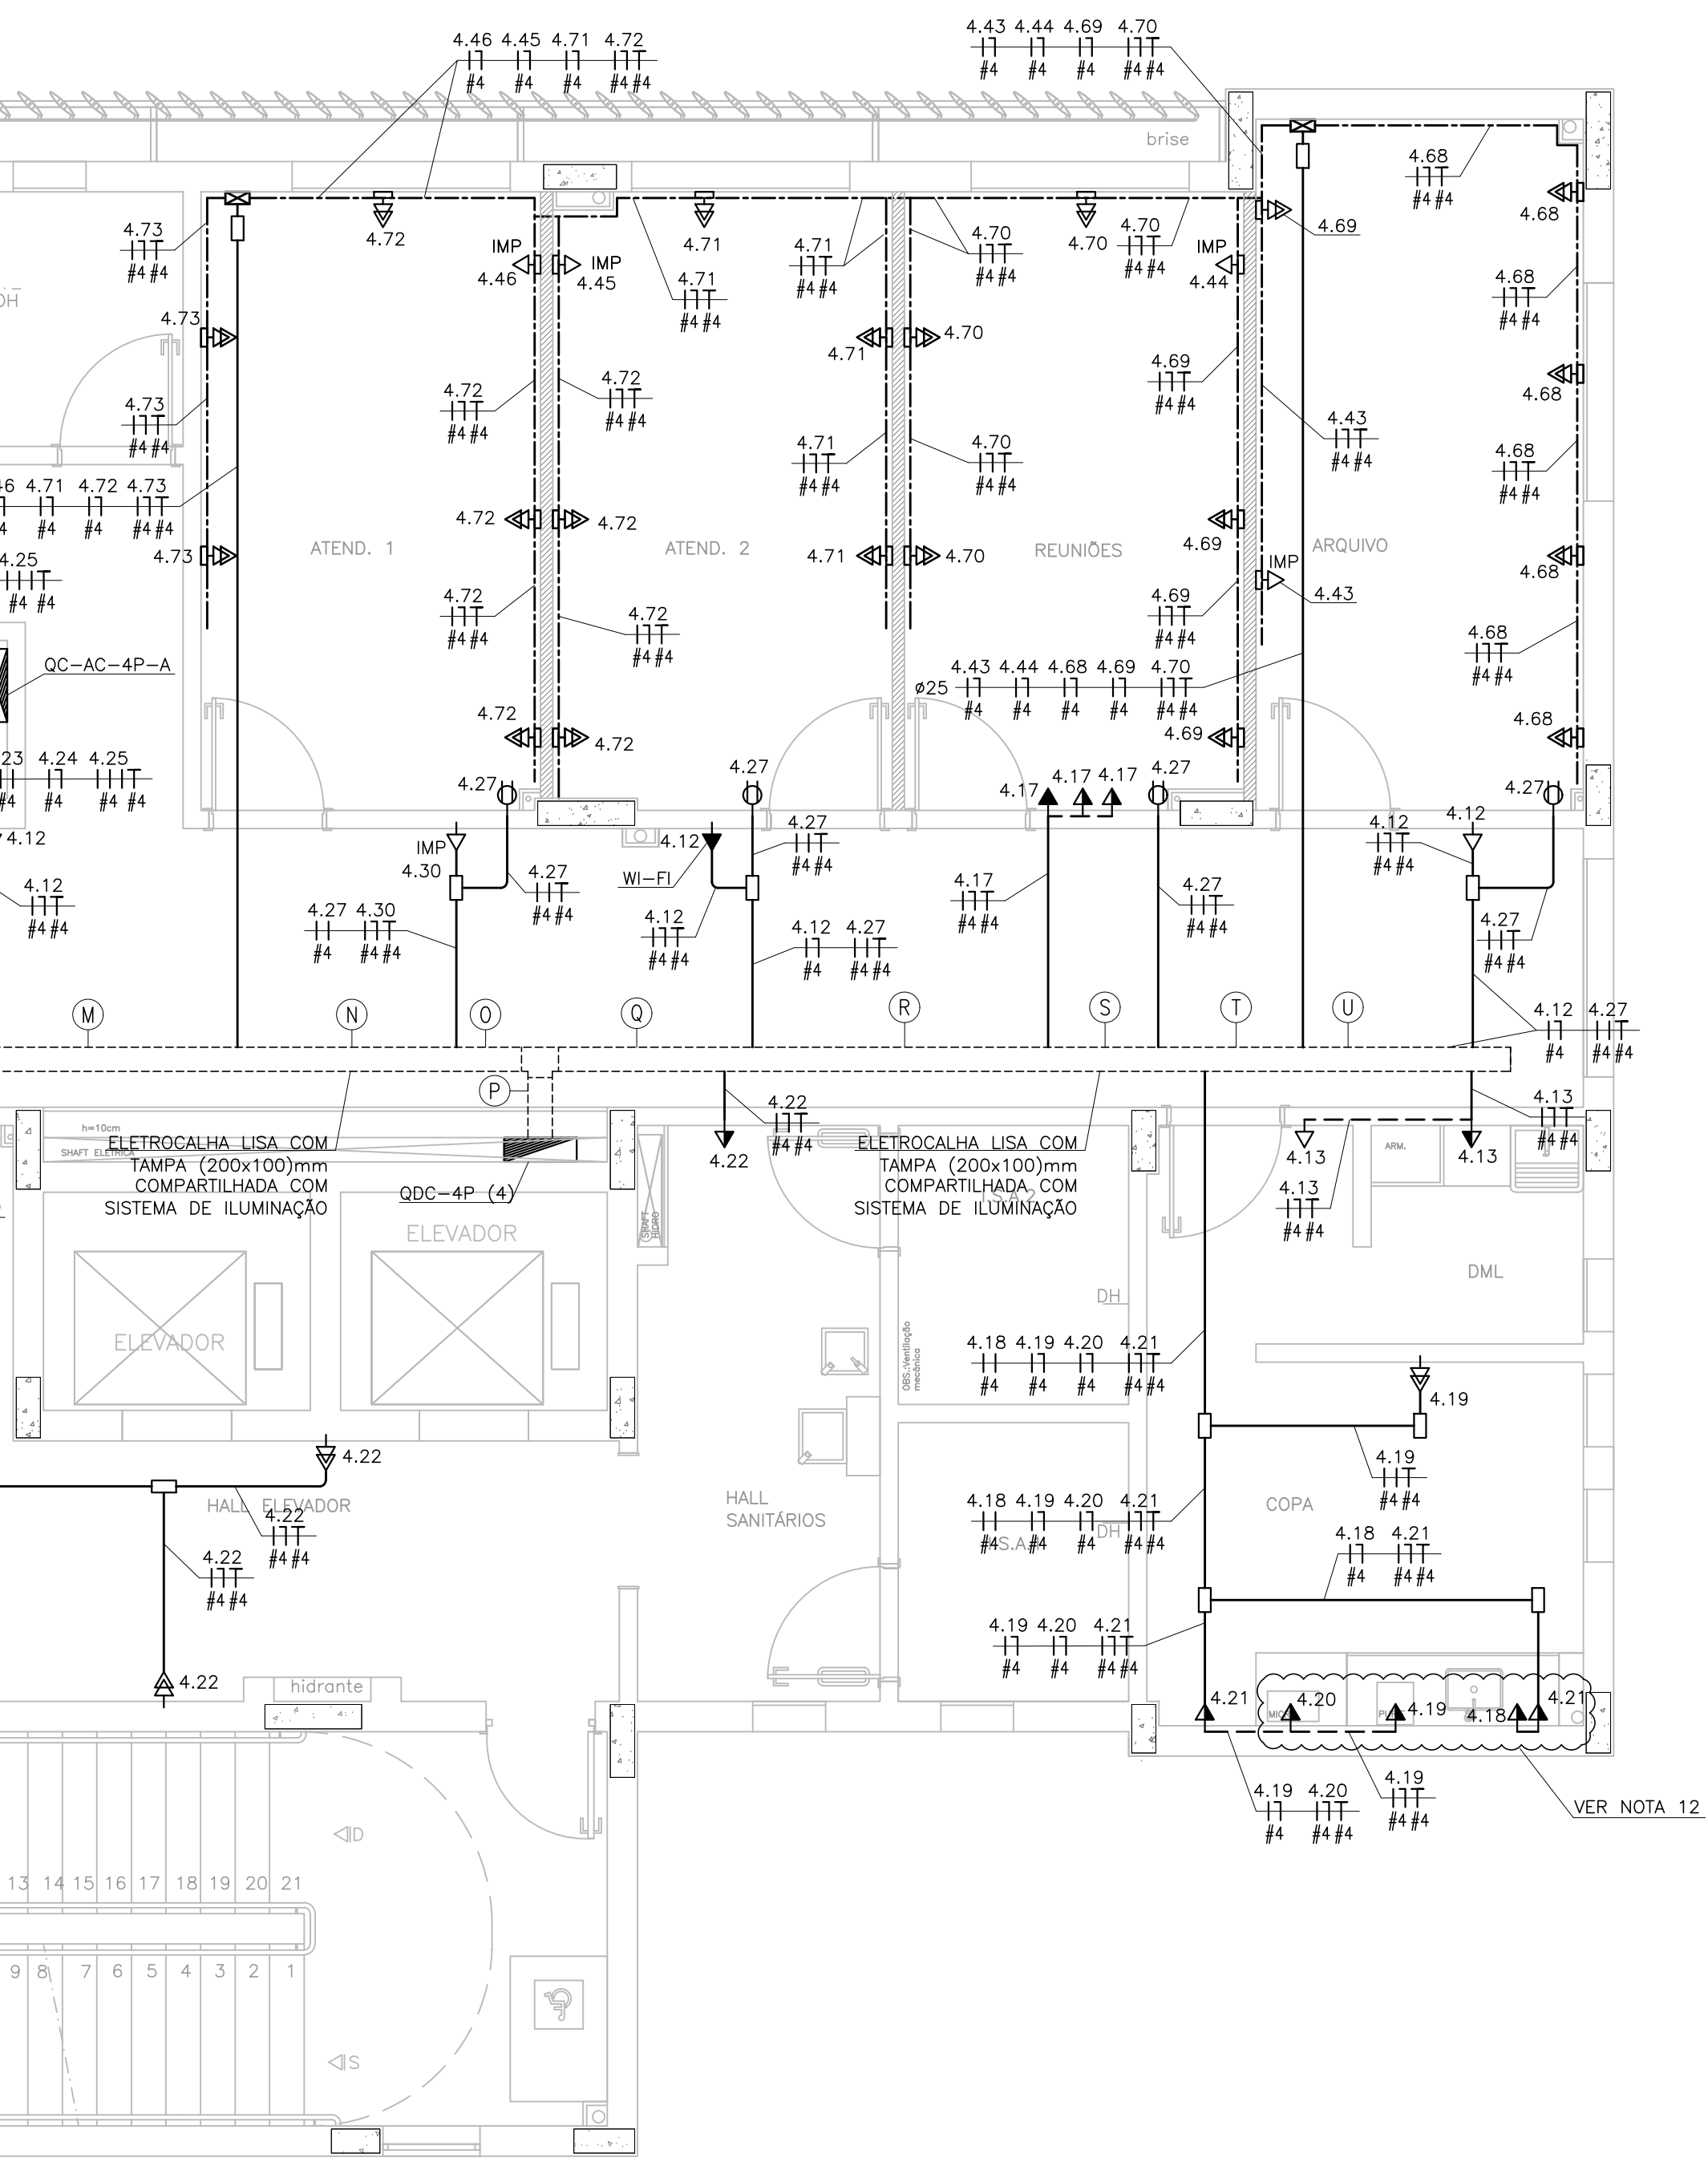 4.46 4.45 4.71 4.72
#4 #4 #4 #4 #4
4.43 4.44 4.69 4.70
#4 #4 #4 #4 #4
brise
4.73
#4 #4
4.72
4.71
4.70
4.70
#4 #4
4.70
#4 #4
4.71
#4 #4
4.71
#4 #4
IMP
4.46
IMP
4.45
IMP
4.44
4.69
4.68
#4 #4
4.68
4.68
#4 #4
4.73
4.71
4.70
4.73
#4 #4
4.72
#4 #4
4.72
#4 #4
4.69
#4 #4
4.68
4.43
#4 #4
4.71
#4 #4
4.70
#4 #4
4.68
#4 #4
4.71 4.72 4.73
#4 #4 #4 #4
4.25
#4 #4
4.73
4.72
4.72
4.71
4.70
4.69
4.68
ATEND. 1
ATEND. 2
REUNIÕES
ARQUIVO
IMP
4.43
4.72
#4 #4
4.72
#4 #4
4.69
#4 #4
4.68
#4 #4
QC-AC-4P-A
ø25
4.43 4.44 4.68 4.69 4.70
#4 #4 #4 #4 #4 #4
4.72
4.72
4.69
4.68
4.24 4.25
#4 #4 #4 #4
4.27
4.27
4.17 4.17 4.17
4.27
4.27
4.12
IMP
4.30
4.12
WI-FI
4.27
#4 #4
4.12
#4 #4
4.12
#4 #4
4.27
#4 #4
4.17
#4 #4
4.27
#4 #4
4.27
#4 #4
4.27 4.30
#4 #4 #4
4.12
#4 #4
4.12 4.27
#4 #4 #4
4.12 4.27
#4 #4 #4
M N O Q R S T U
P
h=10cm
SHAFT ELÉTRICA
ELETROCALHA LISA COM
TAMPA (200x100)mm
COMPARTILHADA COM
SISTEMA DE ILUMINAÇÃO
QDC-4P (4)
4.22
#4 #4
4.22
ELETROCALHA LISA COM
TAMPA (200x100)mm
COMPARTILHADA COM
SISTEMA DE ILUMINAÇÃO
I.S.A.2
4.13
#4 #4
4.13
4.13
4.13
#4 #4
ARM.
SHAFT
HIDRO
ELEVADOR
ELEVADOR
DML
DH
OBS.:Ventilação
mecânica
4.18 4.19 4.20 4.21
#4 #4 #4 #4 #4
4.19
4.22
4.19
#4 #4
HALL ELEVADOR
HALL
SANITÁRIOS
4.18 4.19 4.20 4.21
#4 #4 #4 #4 #4
DH
COPA
4.22
#4 #4
4.22
#4 #4
4.18 4.21
#4 #4 #4
4.19 4.20 4.21
#4 #4 #4 #4
4.22
hidrante
4.21 4.20 4.19 4.18 4.21
4.19 4.20
#4 #4 #4
4.19
#4 #4
VER NOTA 12
D
13 14 15 16 17 18 19 20 21
9 8 7 6 5 4 3 2 1
S